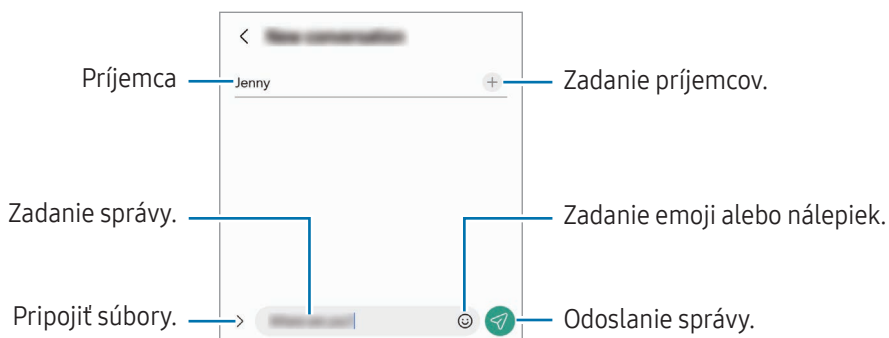 Príjemca
Jenny
Zadanie príjemcov.
Zadanie správy.
Zadanie emoji alebo nálepiek.
Pripojiť súbory.
Odoslanie správy.